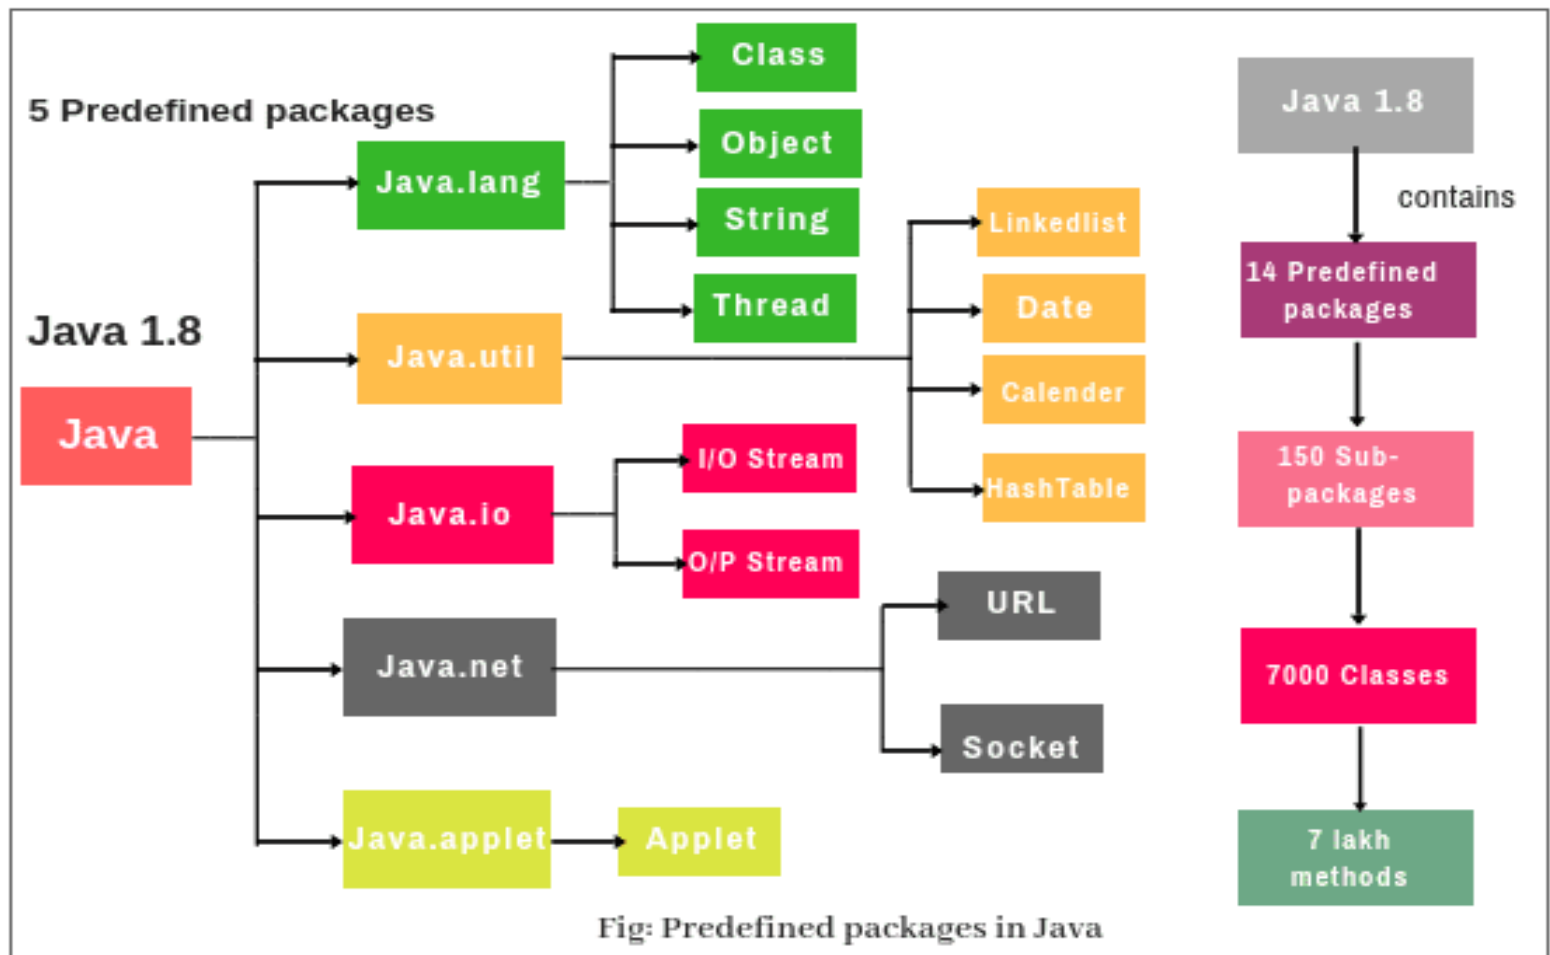 5 Predefined packages
Java 1.8
Java
Java.lang
Class
Object
String
Thread
Java.util
Linkedlist
Date
Calender
HashTable
Java.io
I/O Stream
O/P Stream
Java.net
URL
Socket
Java.applet
Applet
Java 1.8
contains
14 Predefined
packages
150 Sub-
packages
7000 Classes
7 lakh
methods
Fig: Predefined packages in Java